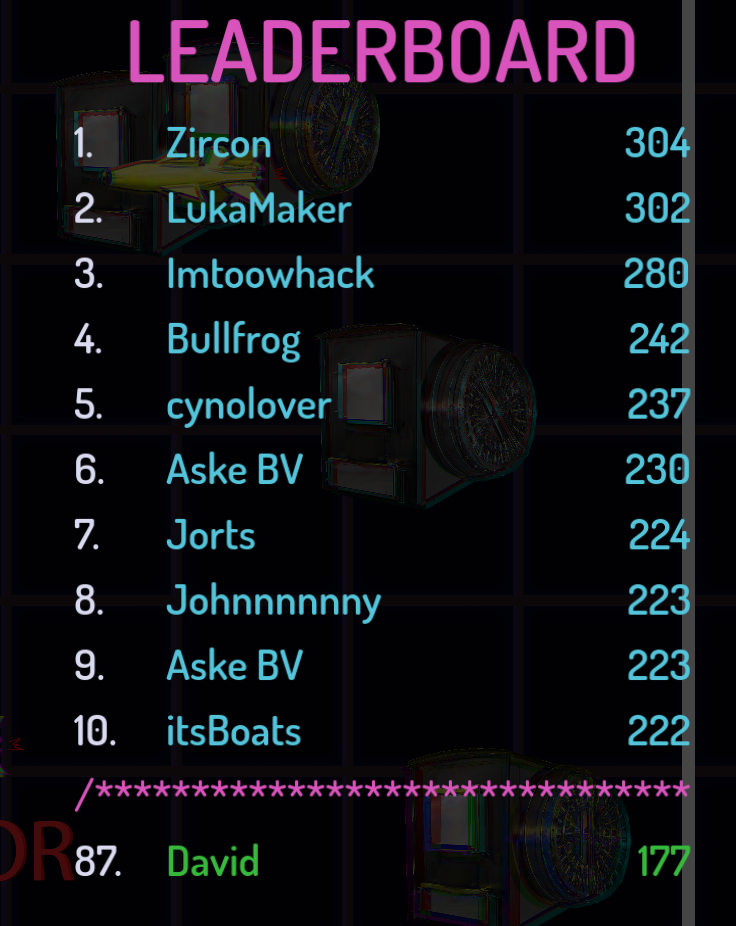 LEADERBOARD
1. Zircon 304
2. LukaMaker 302
3. Imtoowhack 280
4. Bullfrog 242
5. cynolover 237
6. Aske BV 230
7. Jorts 224
8. Johnnnnnny 223
9. Aske BV 223
10. itsBoats 222
/*******************************
OR
87. David 177